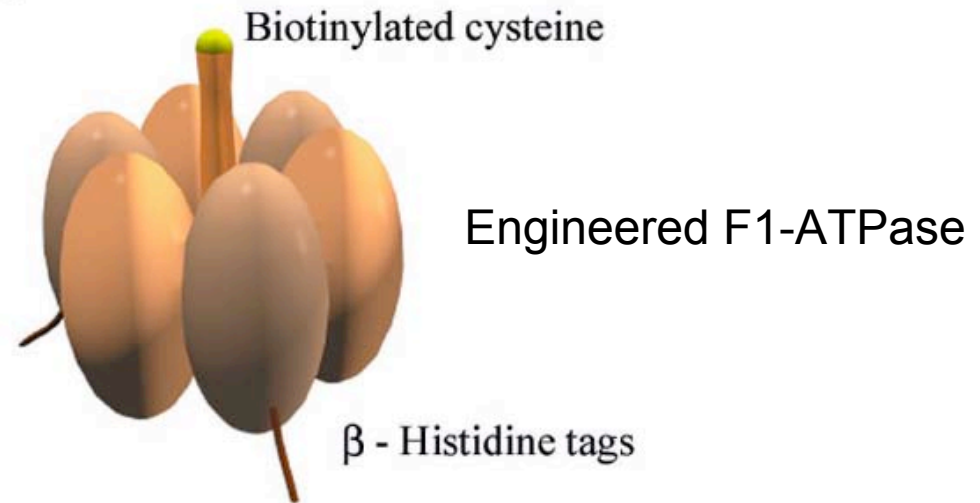 Biotinylated cysteine
Engineered F1-ATPase
β - Histidine tags